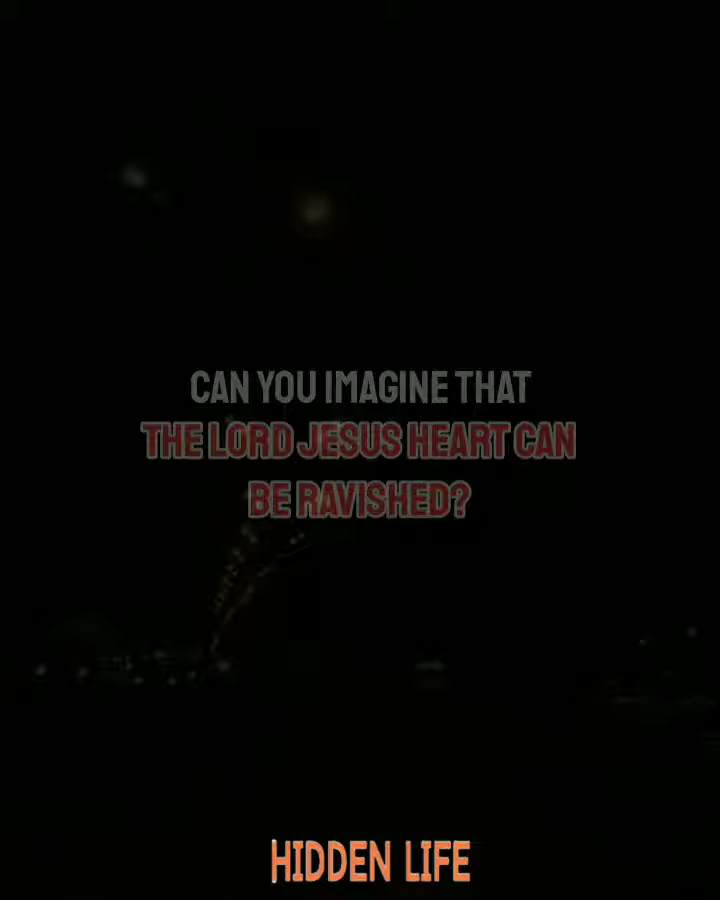 CAN YOU IMAGINE THAT
THE LORD JESUS HEART CAN
BE RAVISHED?
HIDDEN LIFE